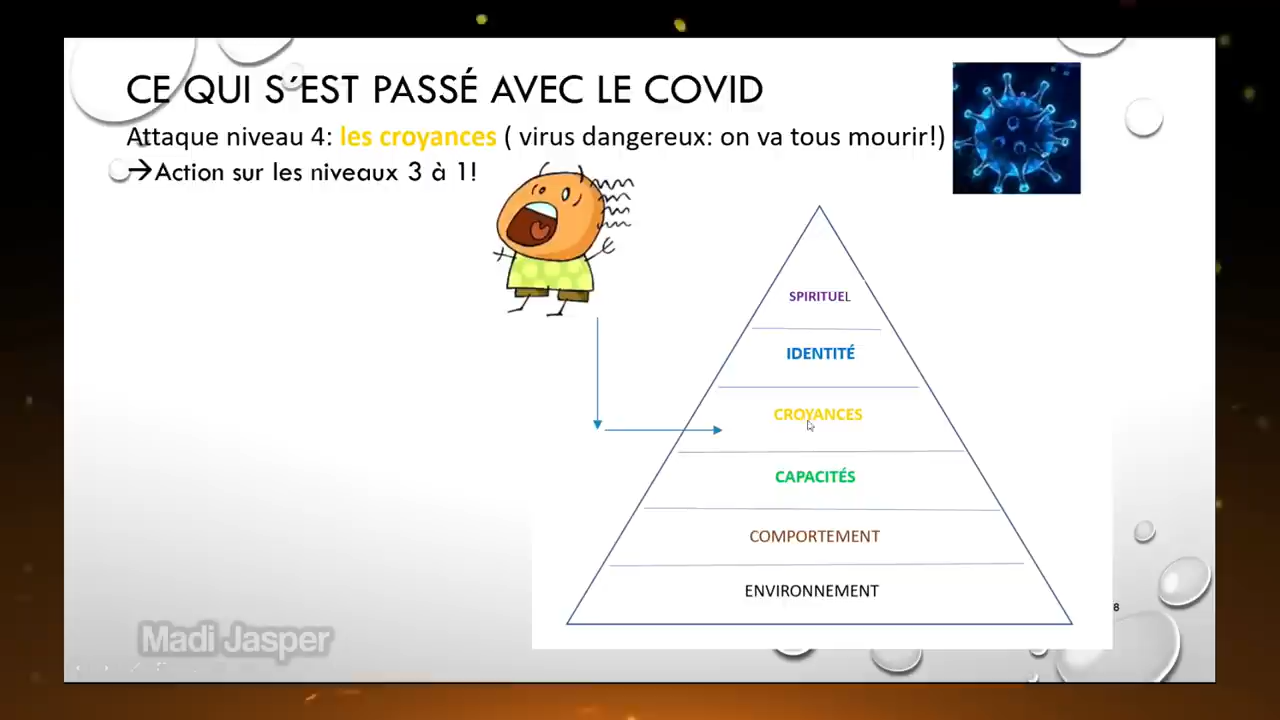 CE QUI S´EST PASSÉ AVEC LE COVID
Attaque niveau 4: les croyances ( virus dangereux: on va tous mourir!)
→Action sur les niveaux 3 à 1!
SPIRITUEL
IDENTITÉ
CROYANCES
CAPACITÉS
COMPORTEMENT
ENVIRONNEMENT
8
Madi Jasper